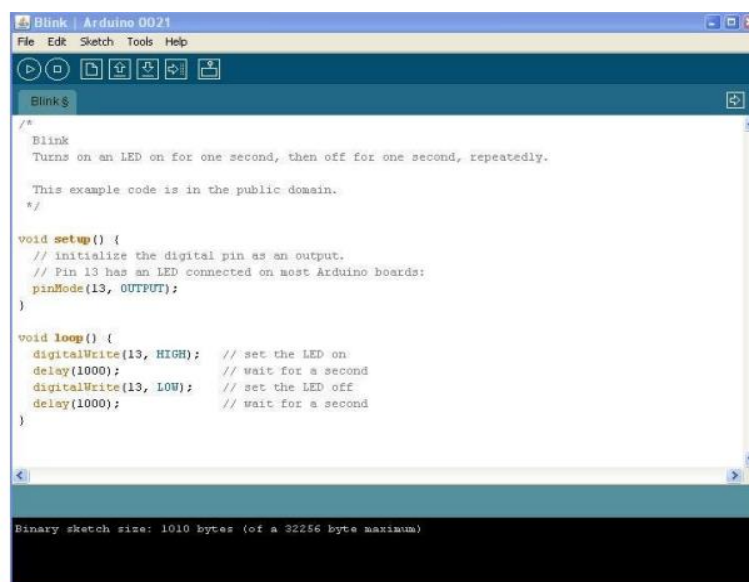 Blink | Arduino 0021
File Edit Sketch Tools Help
Blink §
/*
  Blink
  Turns on an LED on for one second, then off for one second, repeatedly.

  This example code is in the public domain.
 */

void setup() {
  // initialize the digital pin as an output.
  // Pin 13 has an LED connected on most Arduino boards:
  pinMode(13, OUTPUT);
}

void loop() {
  digitalWrite(13, HIGH);   // set the LED on
  delay(1000);              // wait for a second
  digitalWrite(13, LOW);    // set the LED off
  delay(1000);              // wait for a second
}
Binary sketch size: 1010 bytes (of a 32256 byte maximum)